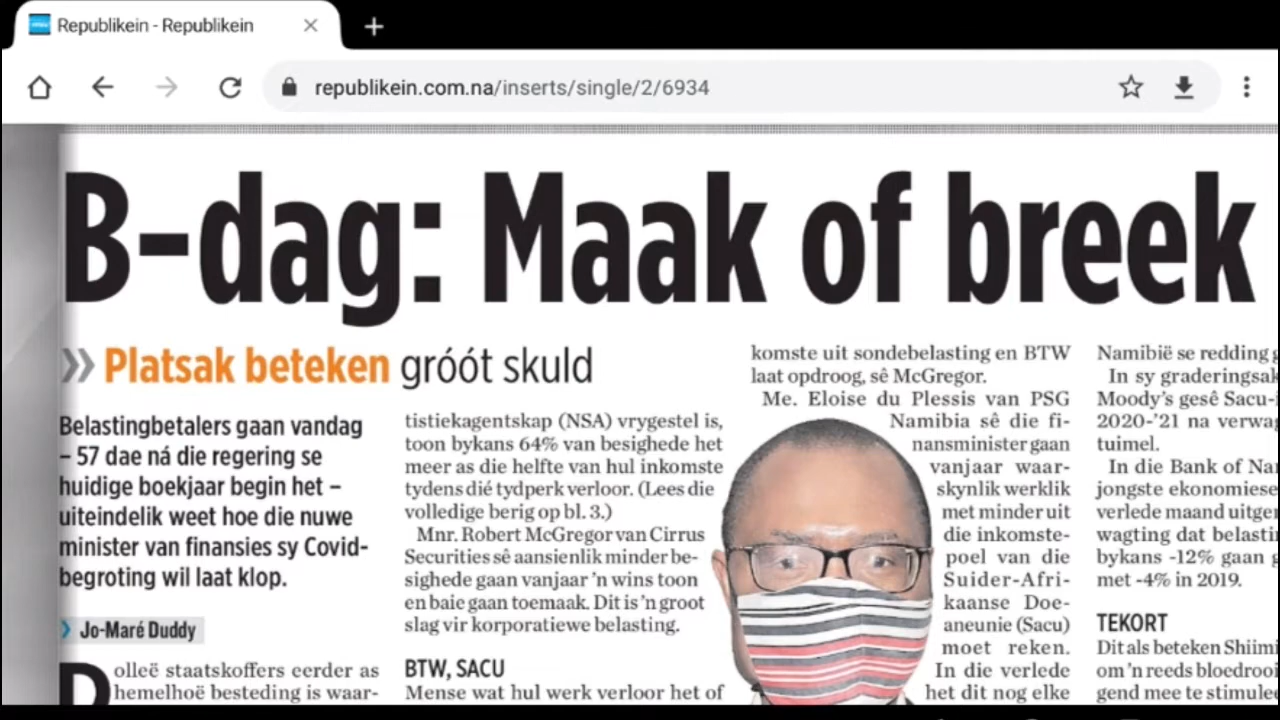 Republikein - Republikein
republikein.com.na/inserts/single/2/6934
B-dag: Maak of breek
Platsak beteken gróót skuld
Belastingbetalers gaan vandag
– 57 dae ná die regering se
huidige boekjaar begin het –
uiteindelik weet hoe die nuwe
minister van finansies sy Covid-
begroting wil laat klop.
Jo-Maré Duddy
Dolleë staatskoffers eerder as
hemelhoë besteding is waar-
tistiekagentskap (NSA) vrygestel is,
toon bykans 64% van besighede het
meer as die helfte van hul inkomste
tydens dié tydperk verloor. (Lees die
volledige berig op bl. 3.)
Mnr. Robert McGregor van Cirrus
Securities sê aansienlik minder be-
sighede gaan vanjaar 'n wins toon
en baie gaan toemaak. Dit is 'n groot
slag vir korporatiewe belasting.
BTW, SACU
Mense wat hul werk verloor het of
komste uit sondebelasting en BTW
laat opdroog, sê McGregor.
Me. Eloise du Plessis van PSG
Namibia sê die fi-
nansminister gaan
vanjaar waar-
skynlik werklik
met minder uit
die inkomste-
poel van die
Suider-Afri-
kaanse Doe-
aneunie (Sacu)
moet reken.
In die verlede
het dit nog elke
Namibië se redding
In sy graderingsak
Moody's gesê Sacu-i
2020-'21 na verwag
tuimel.
In die Bank of Na
jongste ekonomiese
verlede maand uitge
wagting dat belasti
bykans -12% gaan
met -4% in 2019.
TEKORT
Dit als beteken Shiimi
om 'n reeds bloedrooi
gend mee te stimule